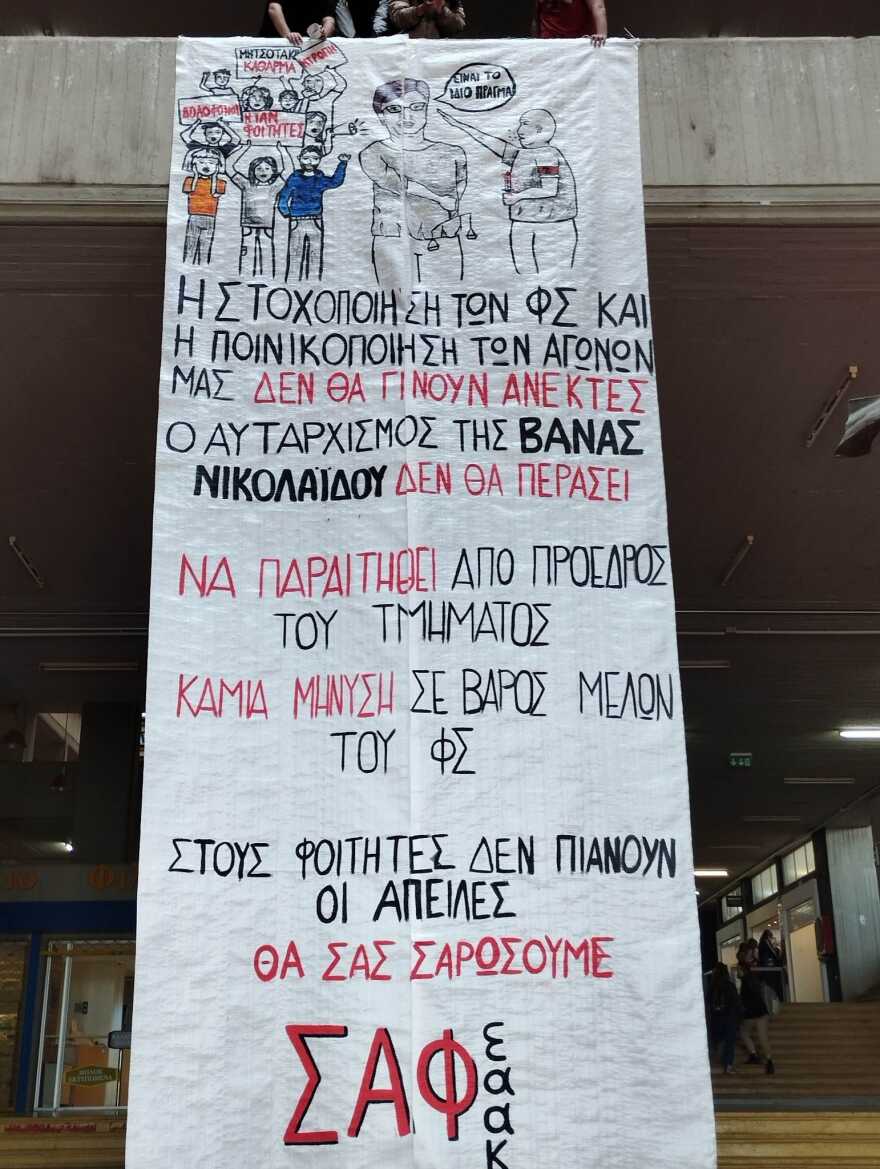 ΜΗΤΣΟΤΑΚΗ
ΚΑΘΑΡΜΑ
ΝΤΡΟΠΗ
ΔΟΛΟΦΟΝΟΙ
ΗΤΑΝ
ΦΟΙΤΗΤΕΣ
ΕΙΝΑΙ ΤΟ
ΙΔΙΟ ΠΡΑΓΜΑ
Η ΣΤΟΧΟΠΟΙΗΣΗ ΤΩΝ ΦΣ ΚΑΙ
Η ΠΟΙΝΙΚΟΠΟΙΗΣΗ ΤΩΝ ΑΓΩΝΩΝ
ΜΑΣ ΔΕΝ ΘΑ ΓΙΝΟΥΝ ΑΝΕΚΤΕΣ
Ο ΑΥΤΑΡΧΙΣΜΟΣ ΤΗΣ ΒΑΝΑΣ
ΝΙΚΟΛΑΪΔΟΥ ΔΕΝ ΘΑ ΠΕΡΑΣΕΙ
ΝΑ ΠΑΡΑΙΤΗΘΕΙ ΑΠΟ ΠΡΟΕΔΡΟΣ
ΤΟΥ ΤΜΗΜΑΤΟΣ
ΚΑΜΙΑ ΜΗΝΥΣΗ ΣΕ ΒΑΡΟΣ ΜΕΛΩΝ
ΤΟΥ ΦΣ
ΣΤΟΥΣ ΦΟΙΤΗΤΕΣ ΔΕΝ ΠΙΑΝΟΥΝ
ΟΙ ΑΠΕΙΛΕΣ
ΘΑ ΣΑΣ ΣΑΡΩΣΟΥΜΕ
ΣΑΦ
εαακ